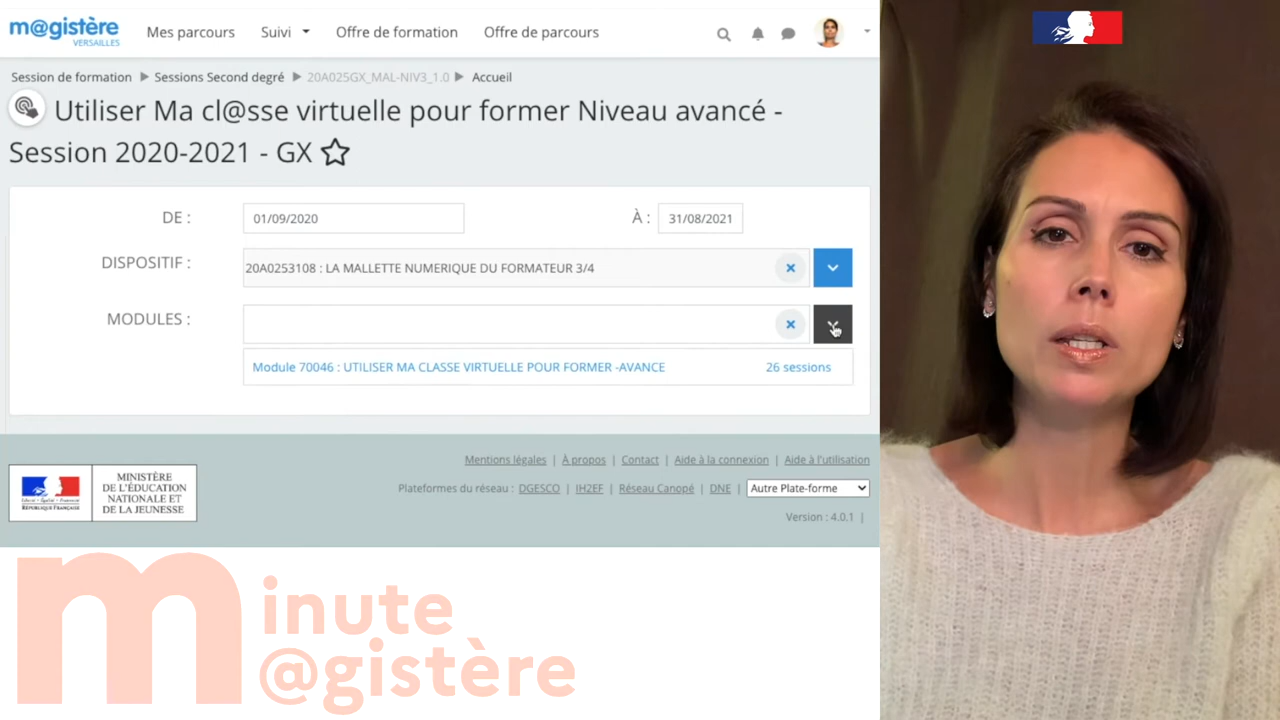 m@gistère
VERSAILLES
Mes parcours Suivi Offre de formation Offre de parcours
Session de formation Sessions Second degré 20A025GX_MAL-NIV3_1.0 Accueil
Utiliser Ma cl@sse virtuelle pour former Niveau avancé -
Session 2020-2021 - GX
DE : 01/09/2020 À : 31/08/2021
DISPOSITIF : 20A0253108 : LA MALLETTE NUMERIQUE DU FORMATEUR 3/4
MODULES :
Module 70046 : UTILISER MA CLASSE VIRTUELLE POUR FORMER -AVANCE 26 sessions
Mentions légales | À propos | Contact | Aide à la connexion | Aide à l'utilisation
Plateformes du réseau : DGESCO | IH2EF | Réseau Canopé | DNE | Autre Plate-forme
Version : 4.0.1 |
MINISTÈRE
DE L'ÉDUCATION
NATIONALE ET
DE LA JEUNESSE
Liberté • Égalité • Fraternité
RÉPUBLIQUE FRANÇAISE
minute
m@gistère